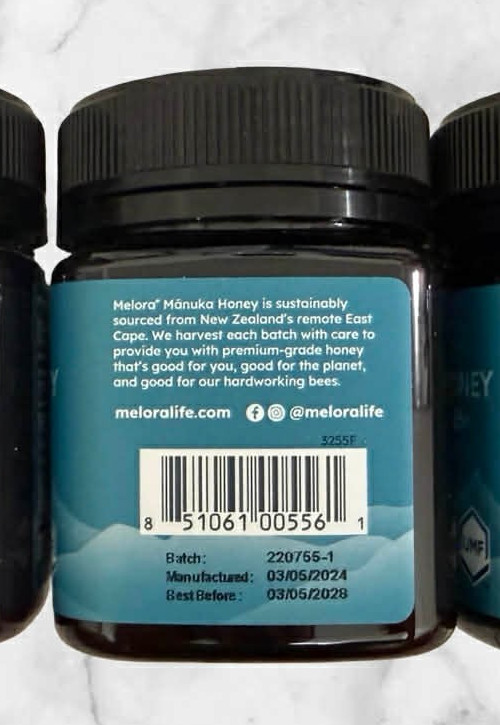 Melora® Mānuka Honey is sustainably
sourced from New Zealand's remote East
Cape. We harvest each batch with care to
provide you with premium-grade honey
that's good for you, good for the planet,
and good for our hardworking bees.
meloralife.com @meloralife
3255F
8 51061 00556 1
Batch: 220755-1
Manufactured: 03/05/2024
Best Before: 03/05/2028
UMF